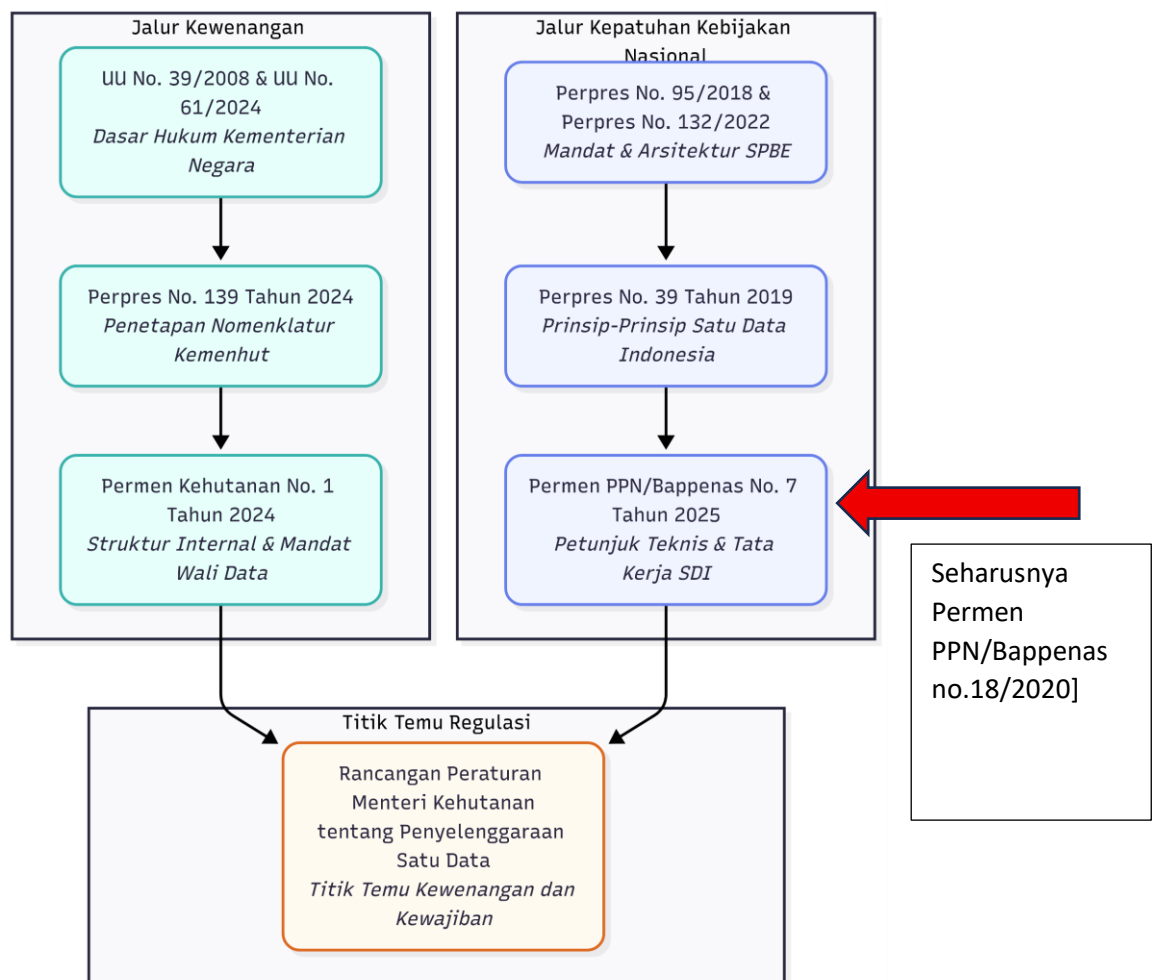 Jalur Kewenangan
UU No. 39/2008 & UU No.
61/2024
Dasar Hukum Kementerian
Negara
Perpres No. 139 Tahun 2024
Penetapan Nomenklatur
Kemenhut
Permen Kehutanan No. 1
Tahun 2024
Struktur Internal & Mandat
Wali Data
Jalur Kepatuhan Kebijakan
Nasional
Perpres No. 95/2018 &
Perpres No. 132/2022
Mandat & Arsitektur SPBE
Perpres No. 39 Tahun 2019
Prinsip-Prinsip Satu Data
Indonesia
Permen PPN/Bappenas No. 7
Tahun 2025
Petunjuk Teknis & Tata
Kerja SDI
Seharusnya
Permen
PPN/Bappenas
no.18/2020]
Titik Temu Regulasi
Rancangan Peraturan
Menteri Kehutanan
tentang Penyelenggaraan
Satu Data
Titik Temu Kewenangan dan
Kewajiban